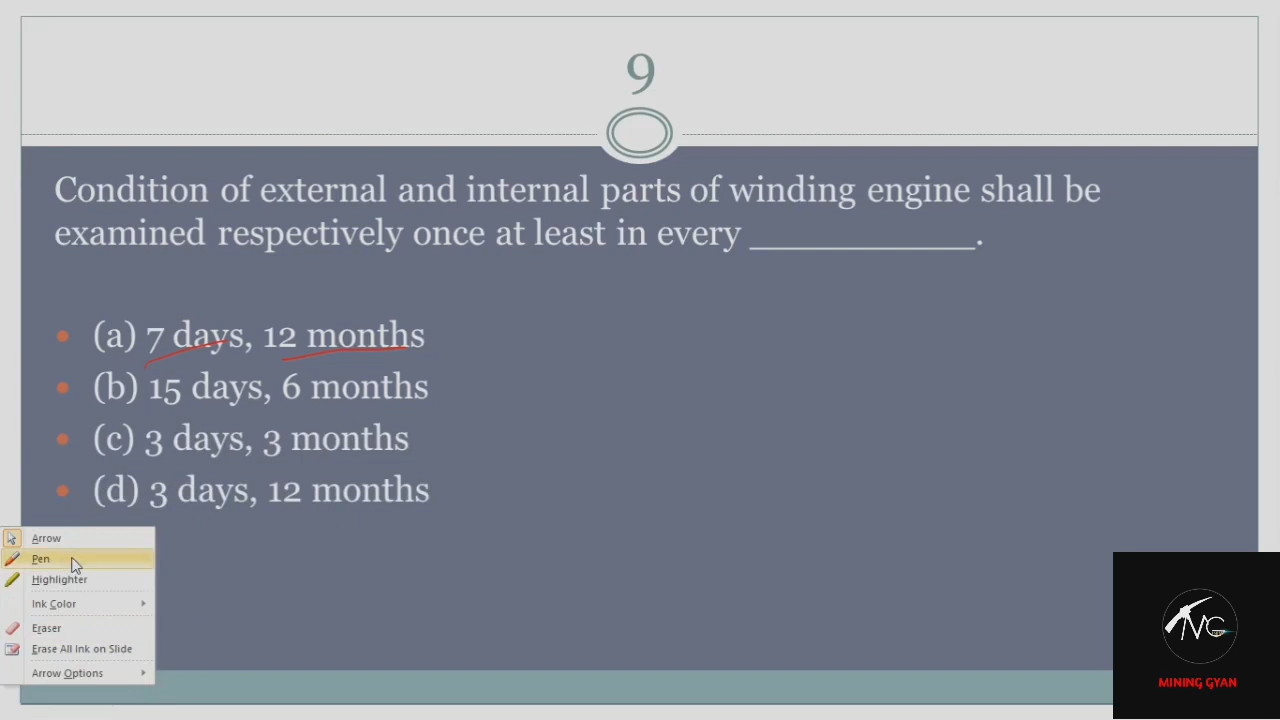 9
Condition of external and internal parts of winding engine shall be
examined respectively once at least in every ____________.
(a) 7 days, 12 months
(b) 15 days, 6 months
(c) 3 days, 3 months
(d) 3 days, 12 months
Arrow
Pen
Highlighter
Ink Color
Eraser
Erase All Ink on Slide
Arrow Options
MG
MINING GYAN